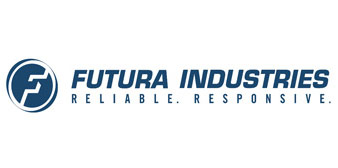 FUTURA INDUSTRIES
RELIABLE. RESPONSIVE.